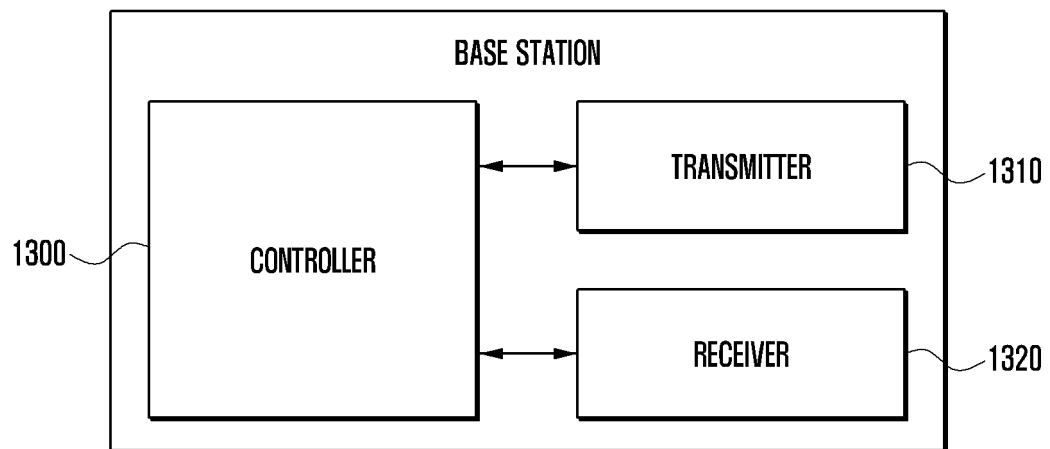 BASE STATION
TRANSMITTER
1310
1300
CONTROLLER
RECEIVER
1320